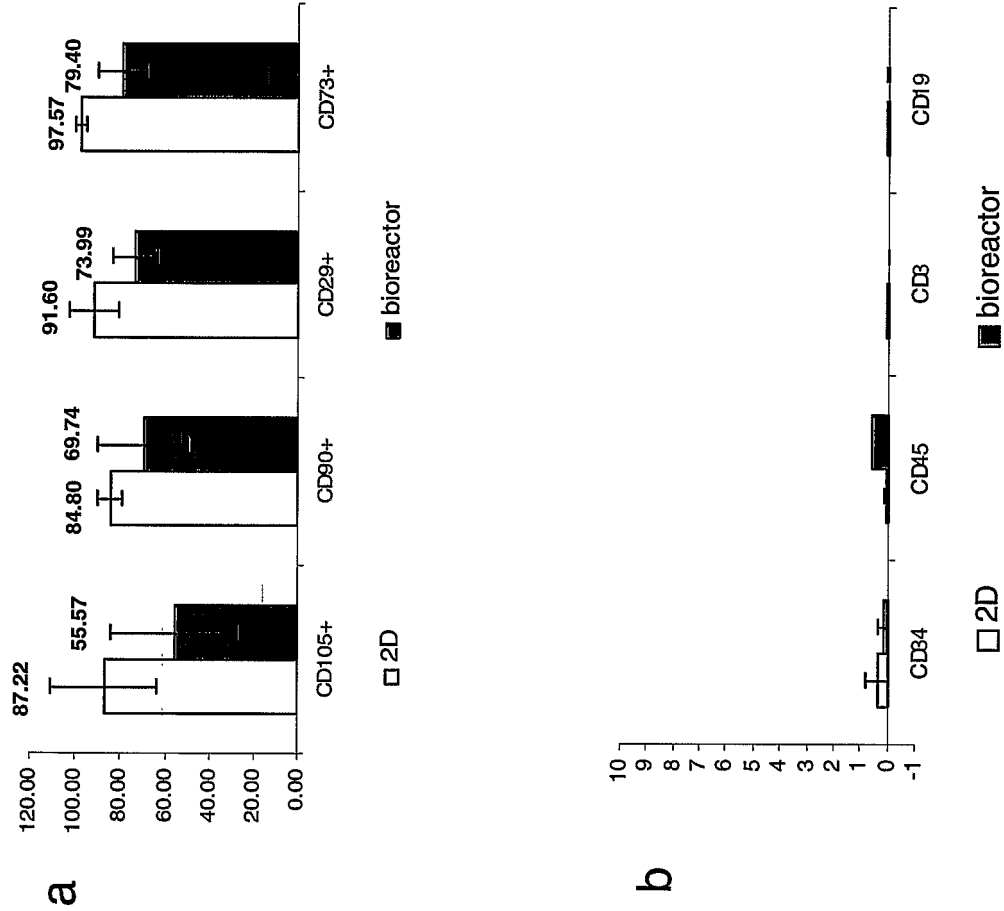 a
120.00
100.00
80.00
60.00
40.00
20.00
0.00
87.22
55.57
84.80
69.74
91.60
73.99
97.57
79.40
CD105+
CD90+
CD29+
CD73+
2D
bioreactor
b
10
9
8
7
6
5
4
3
2
1
0
-1
CD34
CD45
CD3
CD19
2D
bioreactor